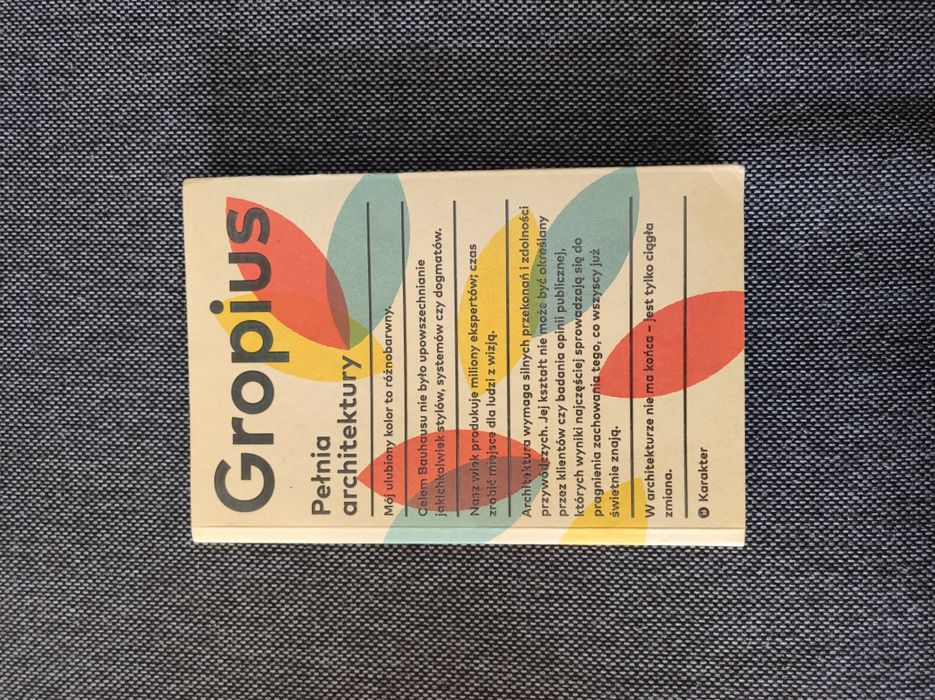 Gropius
Pełnia
architektury
Mój ulubiony kolor to różnobarwny.
Celem Bauhausu nie było upowszechnianie
jakichkolwiek stylów, systemów czy dogmatów.
Nasz wiek produkuje miliony ekspertów; czas
zrobić miejsce dla ludzi z wizją.
Architektura wymaga silnych przekonań i zdolności
przywódczych. Jej kształt nie może być określany
przez klientów czy badania opinii publicznej,
których wyniki najczęściej sprowadzają się do
pragnienia zachowania tego, co wszyscy już
świetnie znają.
W architekturze nie ma końca – jest tylko ciągła
zmiana.
Karakter